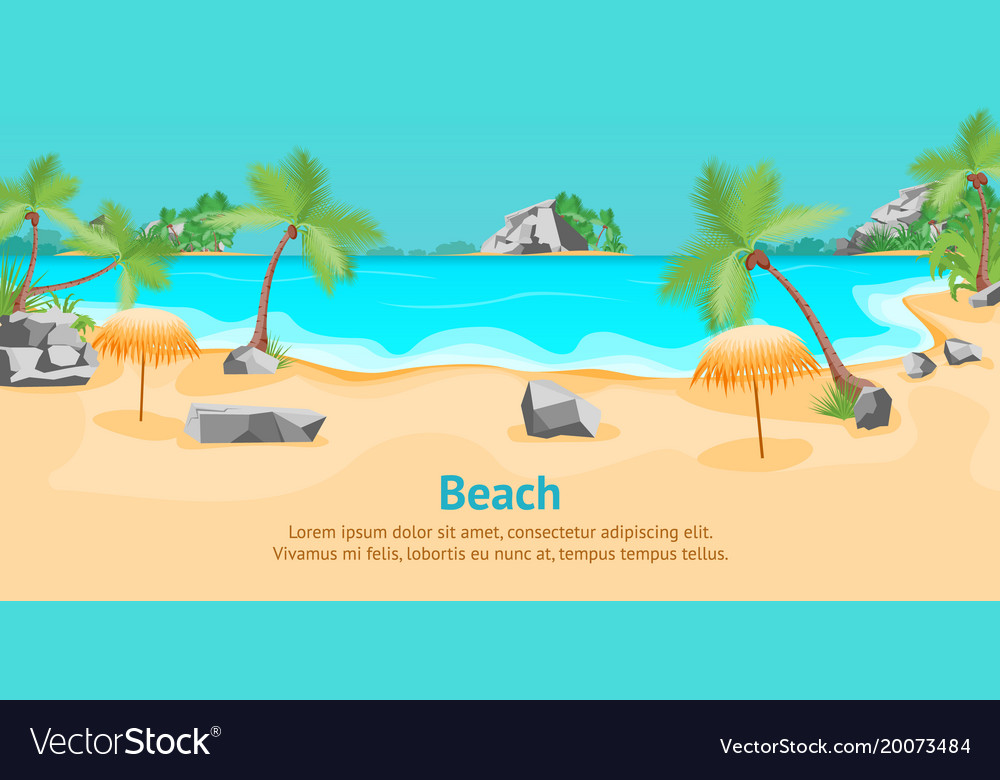 Beach
Lorem ipsum dolor sit amet, consectetur adipiscing elit.
Vivamus mi felis, lobortis eu nunc at, tempus tempus tellus.
VectorStock®
VectorStock.com/20073484